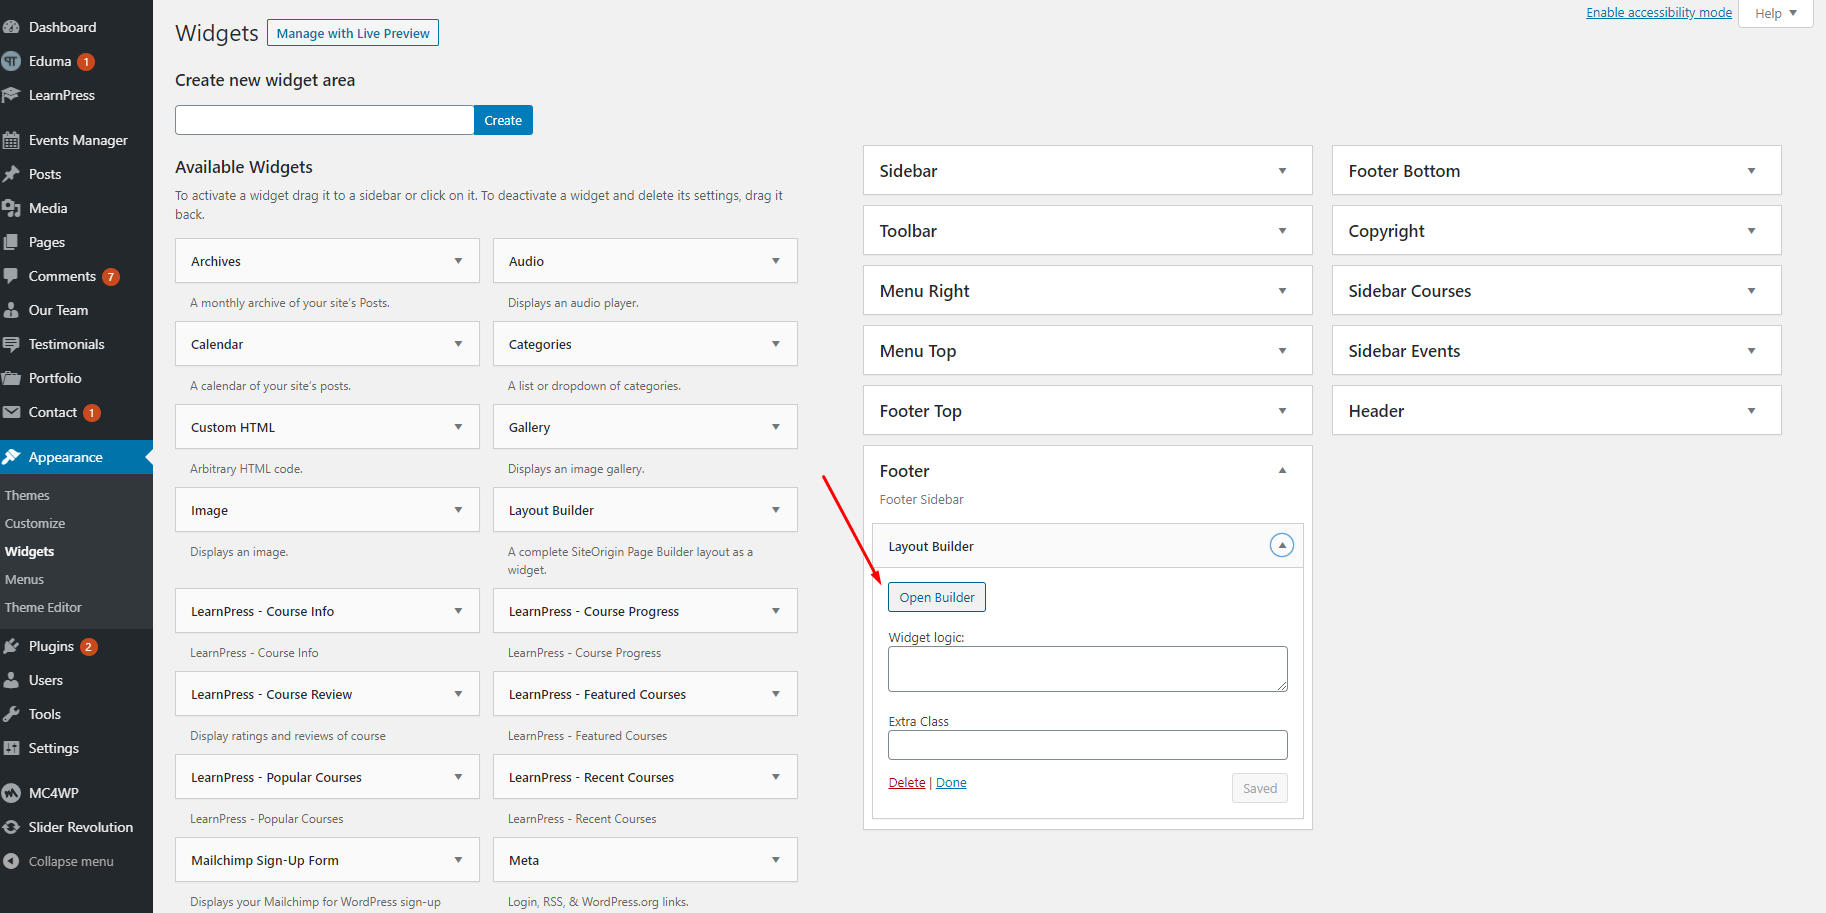 Dashboard
Eduma 1
LearnPress
Events Manager
Posts
Media
Pages
Comments 7
Our Team
Testimonials
Portfolio
Contact 1
Appearance
Themes
Customize
Widgets
Menus
Theme Editor
Plugins 2
Users
Tools
Settings
MC4WP
Slider Revolution
Collapse menu
Enable accessibility mode
Help
Widgets
Manage with Live Preview
Create new widget area
Create
Available Widgets
To activate a widget drag it to a sidebar or click on it. To deactivate a widget and delete its settings, drag it
back.
Archives
A monthly archive of your site's Posts.
Audio
Displays an audio player.
Calendar
A calendar of your site's posts.
Categories
A list or dropdown of categories.
Custom HTML
Arbitrary HTML code.
Gallery
Displays an image gallery.
Image
Displays an image.
Layout Builder
A complete SiteOrigin Page Builder layout as a
widget.
LearnPress - Course Info
LearnPress - Course Info
LearnPress - Course Progress
LearnPress - Course Progress
LearnPress - Course Review
Display ratings and reviews of course
LearnPress - Featured Courses
LearnPress - Featured Courses
LearnPress - Popular Courses
LearnPress - Popular Courses
LearnPress - Recent Courses
LearnPress - Recent Courses
Mailchimp Sign-Up Form
Displays your Mailchimp for WordPress sign-up
Meta
Login, RSS, & WordPress.org links.
Sidebar
Toolbar
Menu Right
Menu Top
Footer Top
Footer
Footer Sidebar
Layout Builder
Open Builder
Widget logic:
Extra Class
Delete | Done
Saved
Footer Bottom
Copyright
Sidebar Courses
Sidebar Events
Header